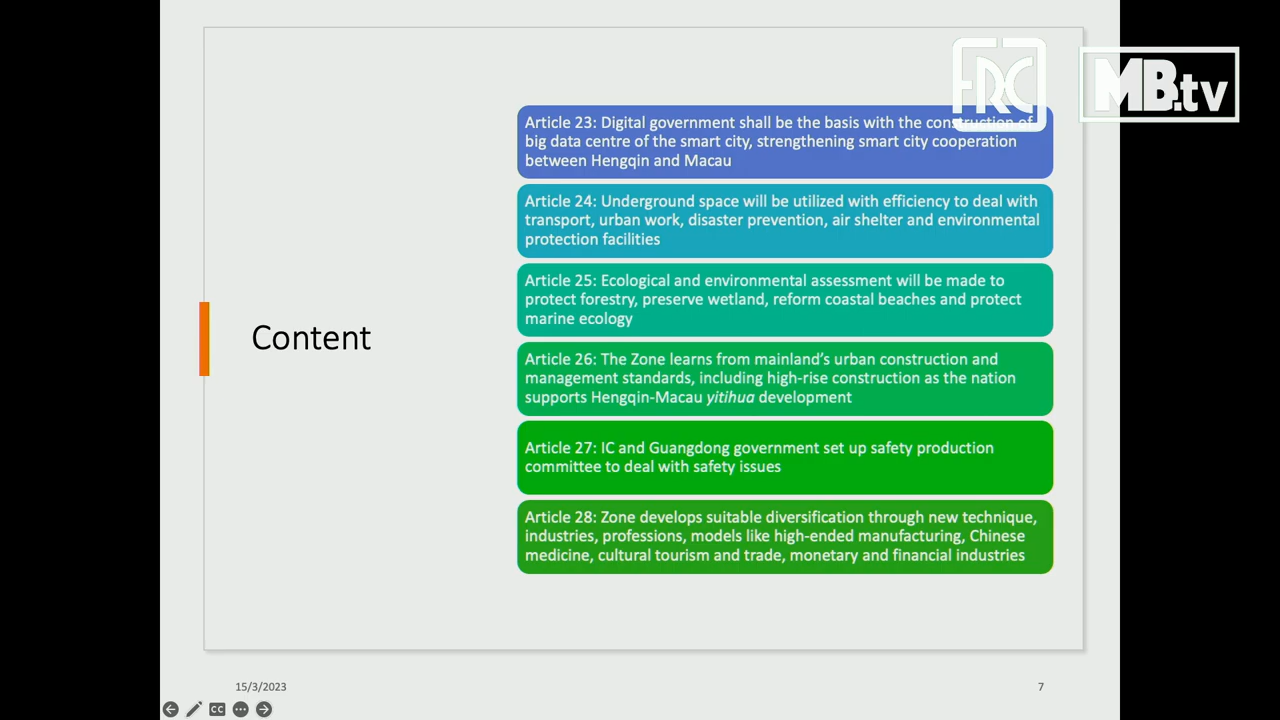 FRC
MB.tv
Article 23: Digital government shall be the basis with the construction of
big data centre of the smart city, strengthening smart city cooperation
between Hengqin and Macau
Article 24: Underground space will be utilized with efficiency to deal with
transport, urban work, disaster prevention, air shelter and environmental
protection facilities
Article 25: Ecological and environmental assessment will be made to
protect forestry, preserve wetland, reform coastal beaches and protect
marine ecology
Content
Article 26: The Zone learns from mainland’s urban construction and
management standards, including high-rise construction as the nation
supports Hengqin-Macau yitihua development
Article 27: IC and Guangdong government set up safety production
committee to deal with safety issues
Article 28: Zone develops suitable diversification through new technique,
industries, professions, models like high-ended manufacturing, Chinese
medicine, cultural tourism and trade, monetary and financial industries
15/3/2023
7
CC